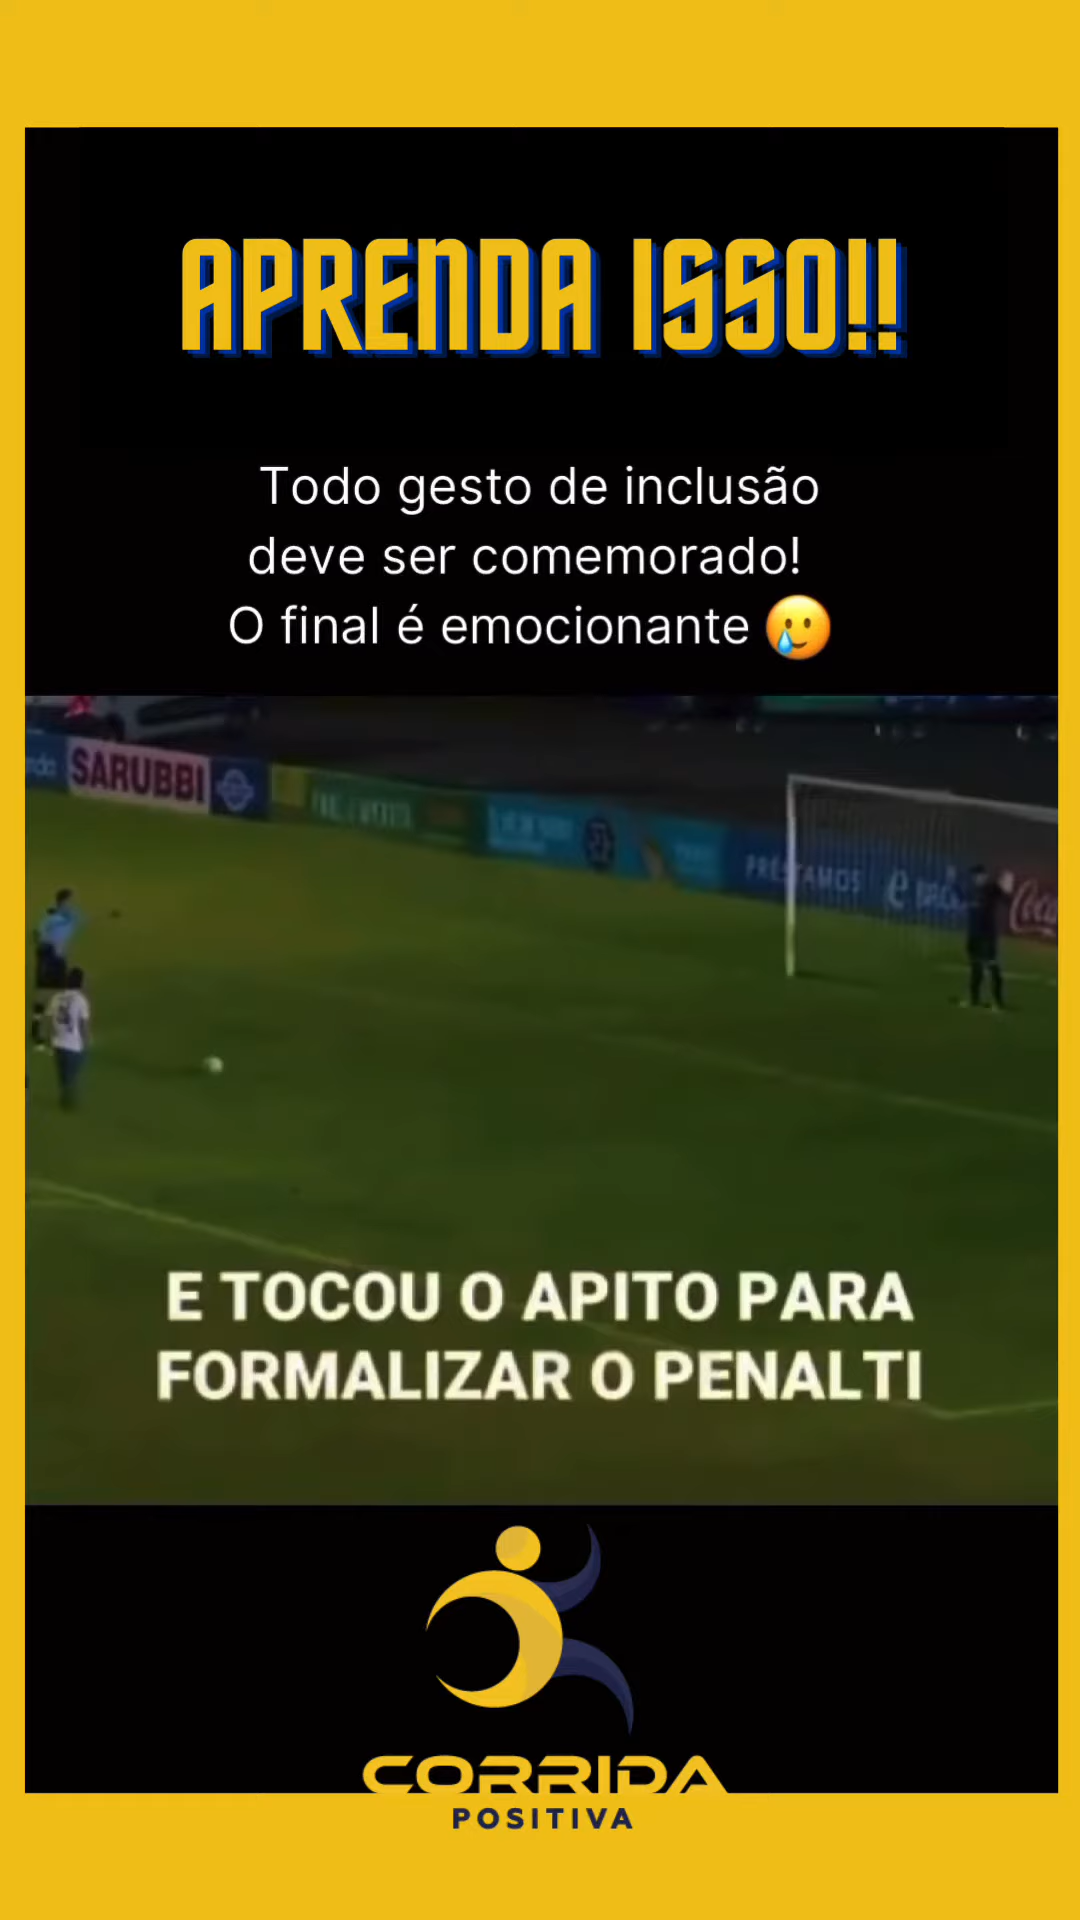 APRENDA ISSO!!
Todo gesto de inclusão
deve ser comemorado!
O final é emocionante 🥲
SARUBBI
PRÉSTAMOS
E TOCOU O APITO PARA
FORMALIZAR O PENALTI
CORRIDA
POSITIVA